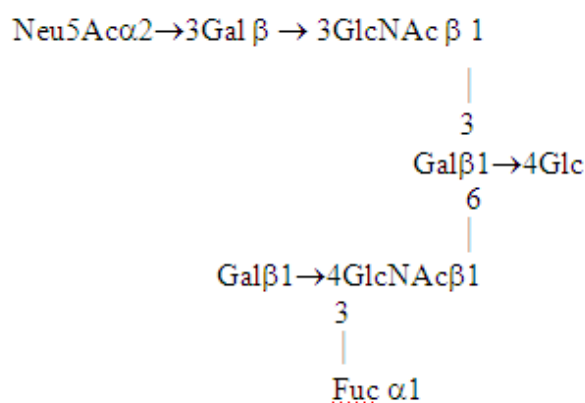 Neu5Acα2→3Gal β → 3GlcNAc β 1
3
Galβ1→4Glc
6
Galβ1→4GlcNAcβ1
3
Fuc α1